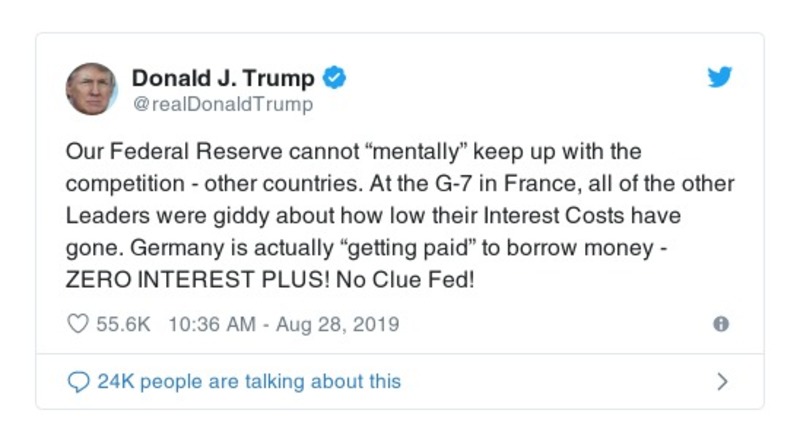 Donald J. Trump
@realDonaldTrump
Our Federal Reserve cannot “mentally” keep up with the
competition - other countries. At the G-7 in France, all of the other
Leaders were giddy about how low their Interest Costs have
gone. Germany is actually “getting paid” to borrow money -
ZERO INTEREST PLUS! No Clue Fed!
55.6K 10:36 AM - Aug 28, 2019
24K people are talking about this